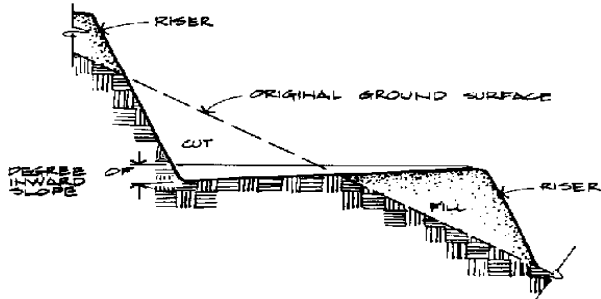 RISER
ORIGINAL GROUND SURFACE
CUT
DEGREE OF
INWARD
SLOPE
RISER
FILL